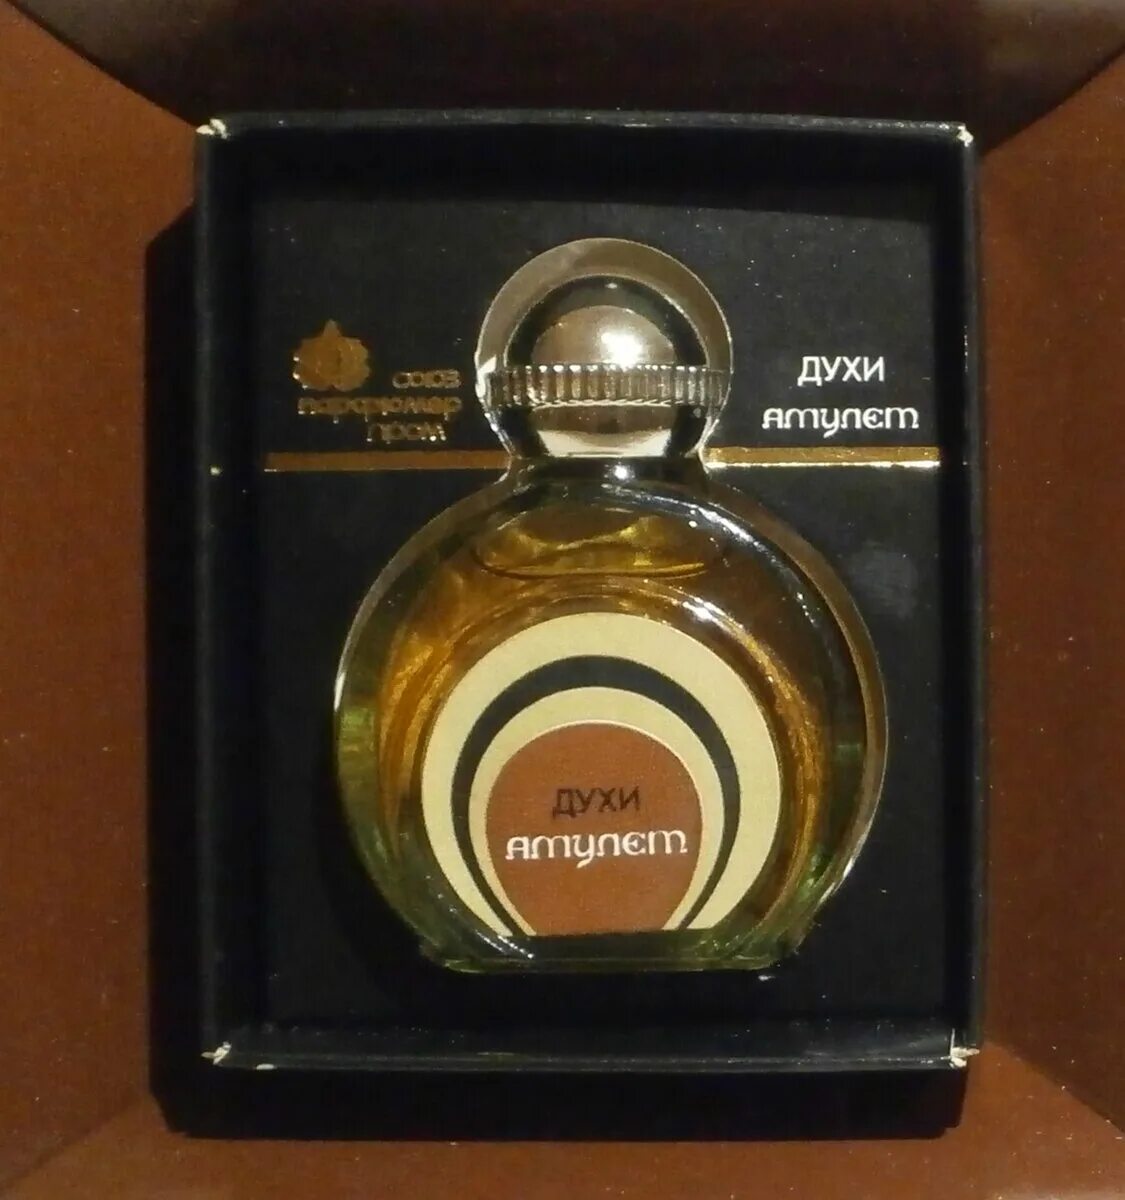 союз
парфюмер
пром
ДУХИ
Амулет
ДУХИ
Амулет